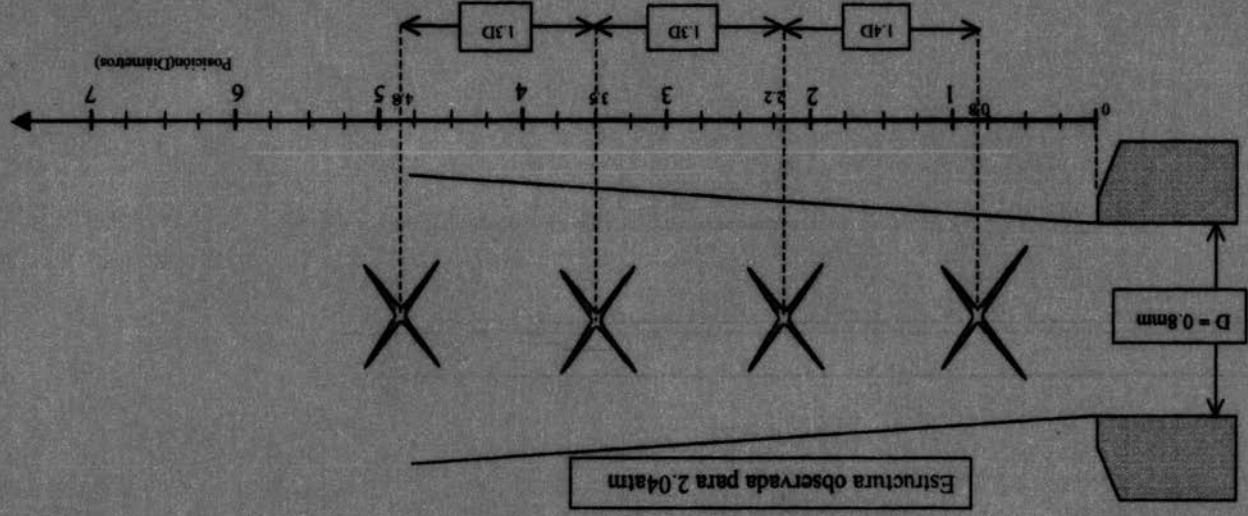 Estructura observada para 2.04atm
D = 0.8mm
0
0.8
1
2
2.2
3
3.5
4
4.8
5
6
7
Posición(Diámetros)
1.4D
1.3D
1.3D